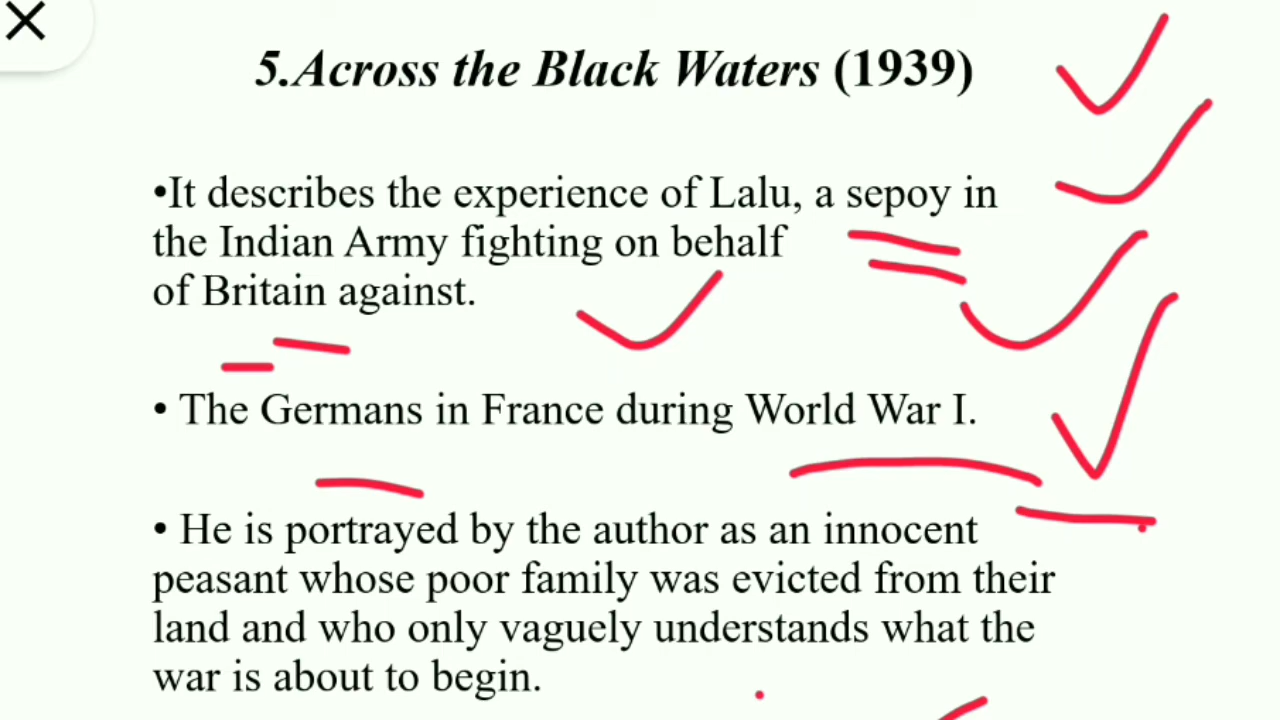 5.Across the Black Waters (1939)
•It describes the experience of Lalu, a sepoy in
the Indian Army fighting on behalf
of Britain against.
• The Germans in France during World War I.
• He is portrayed by the author as an innocent
peasant whose poor family was evicted from their
land and who only vaguely understands what the
war is about to begin.